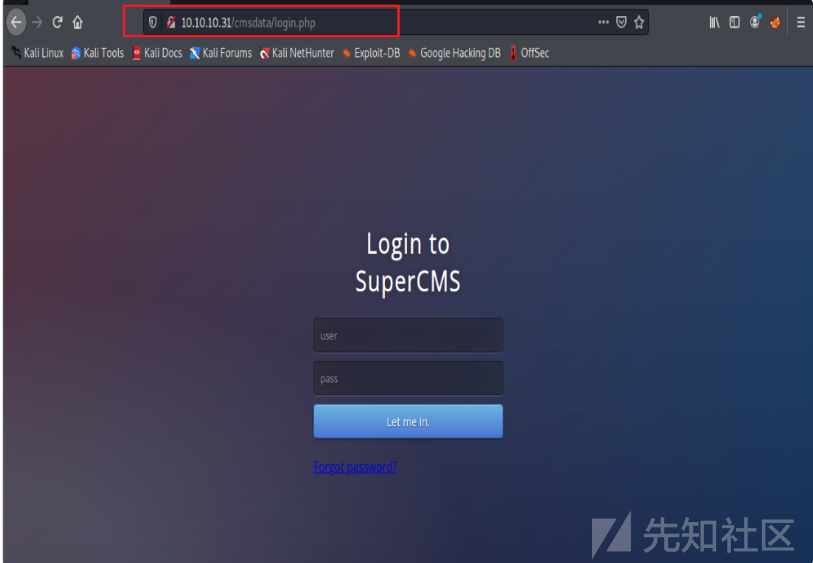 10.10.10.31/cmsdata/login.php
Kali Linux Kali Tools Kali Docs Kali Forums Kali NetHunter Exploit-DB Google Hacking DB OffSec
Login to
SuperCMS
user
pass
Let me in.
Forgot password?
先知社区